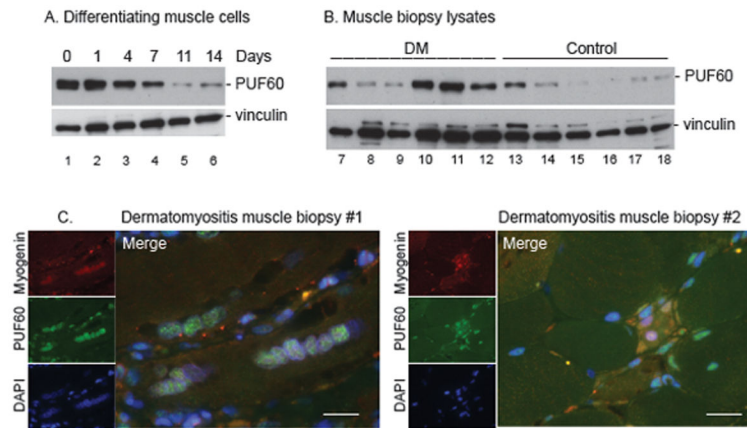 A. Differentiating muscle cells
0 1 4 7 11 14 Days
- PUF60
- vinculin
1 2 3 4 5 6
B. Muscle biopsy lysates
DM Control
- PUF60
- vinculin
7 8 9 10 11 12 13 14 15 16 17 18
C. Dermatomyositis muscle biopsy #1
Myogenin
PUF60
DAPI
Merge
Dermatomyositis muscle biopsy #2
Myogenin
PUF60
DAPI
Merge